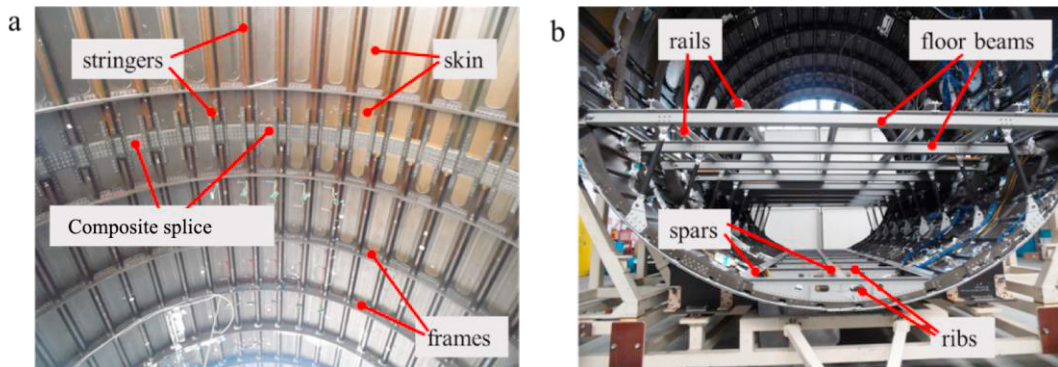 a
stringers
skin
Composite splice
frames
b
rails
floor beams
spars
ribs